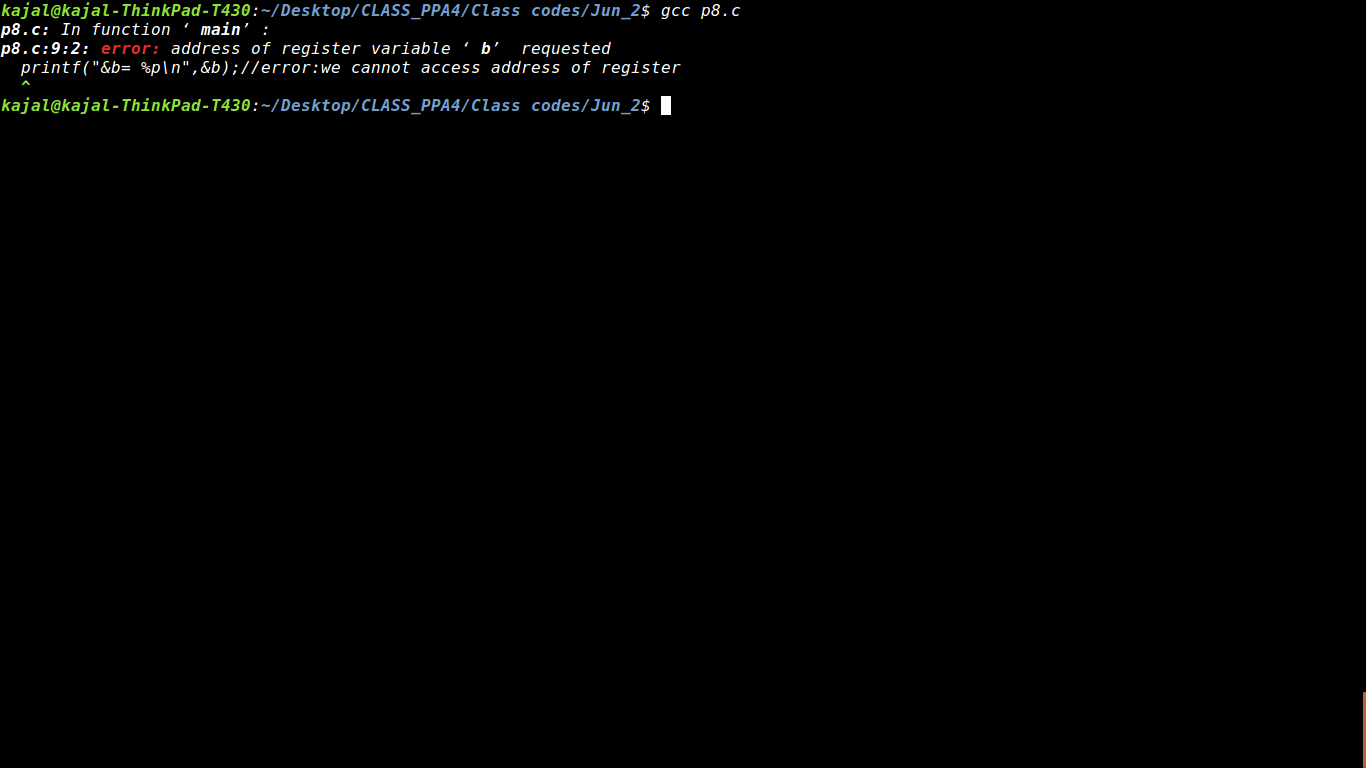 kajal@kajal-ThinkPad-T430:~/Desktop/CLASS_PPA4/Class codes/Jun_2$ gcc p8.c
p8.c: In function ‘ main’ :
p8.c:9:2: error: address of register variable ‘ b’  requested
  printf("&b= %p\n",&b);//error:we cannot access address of register
  ^
kajal@kajal-ThinkPad-T430:~/Desktop/CLASS_PPA4/Class codes/Jun_2$